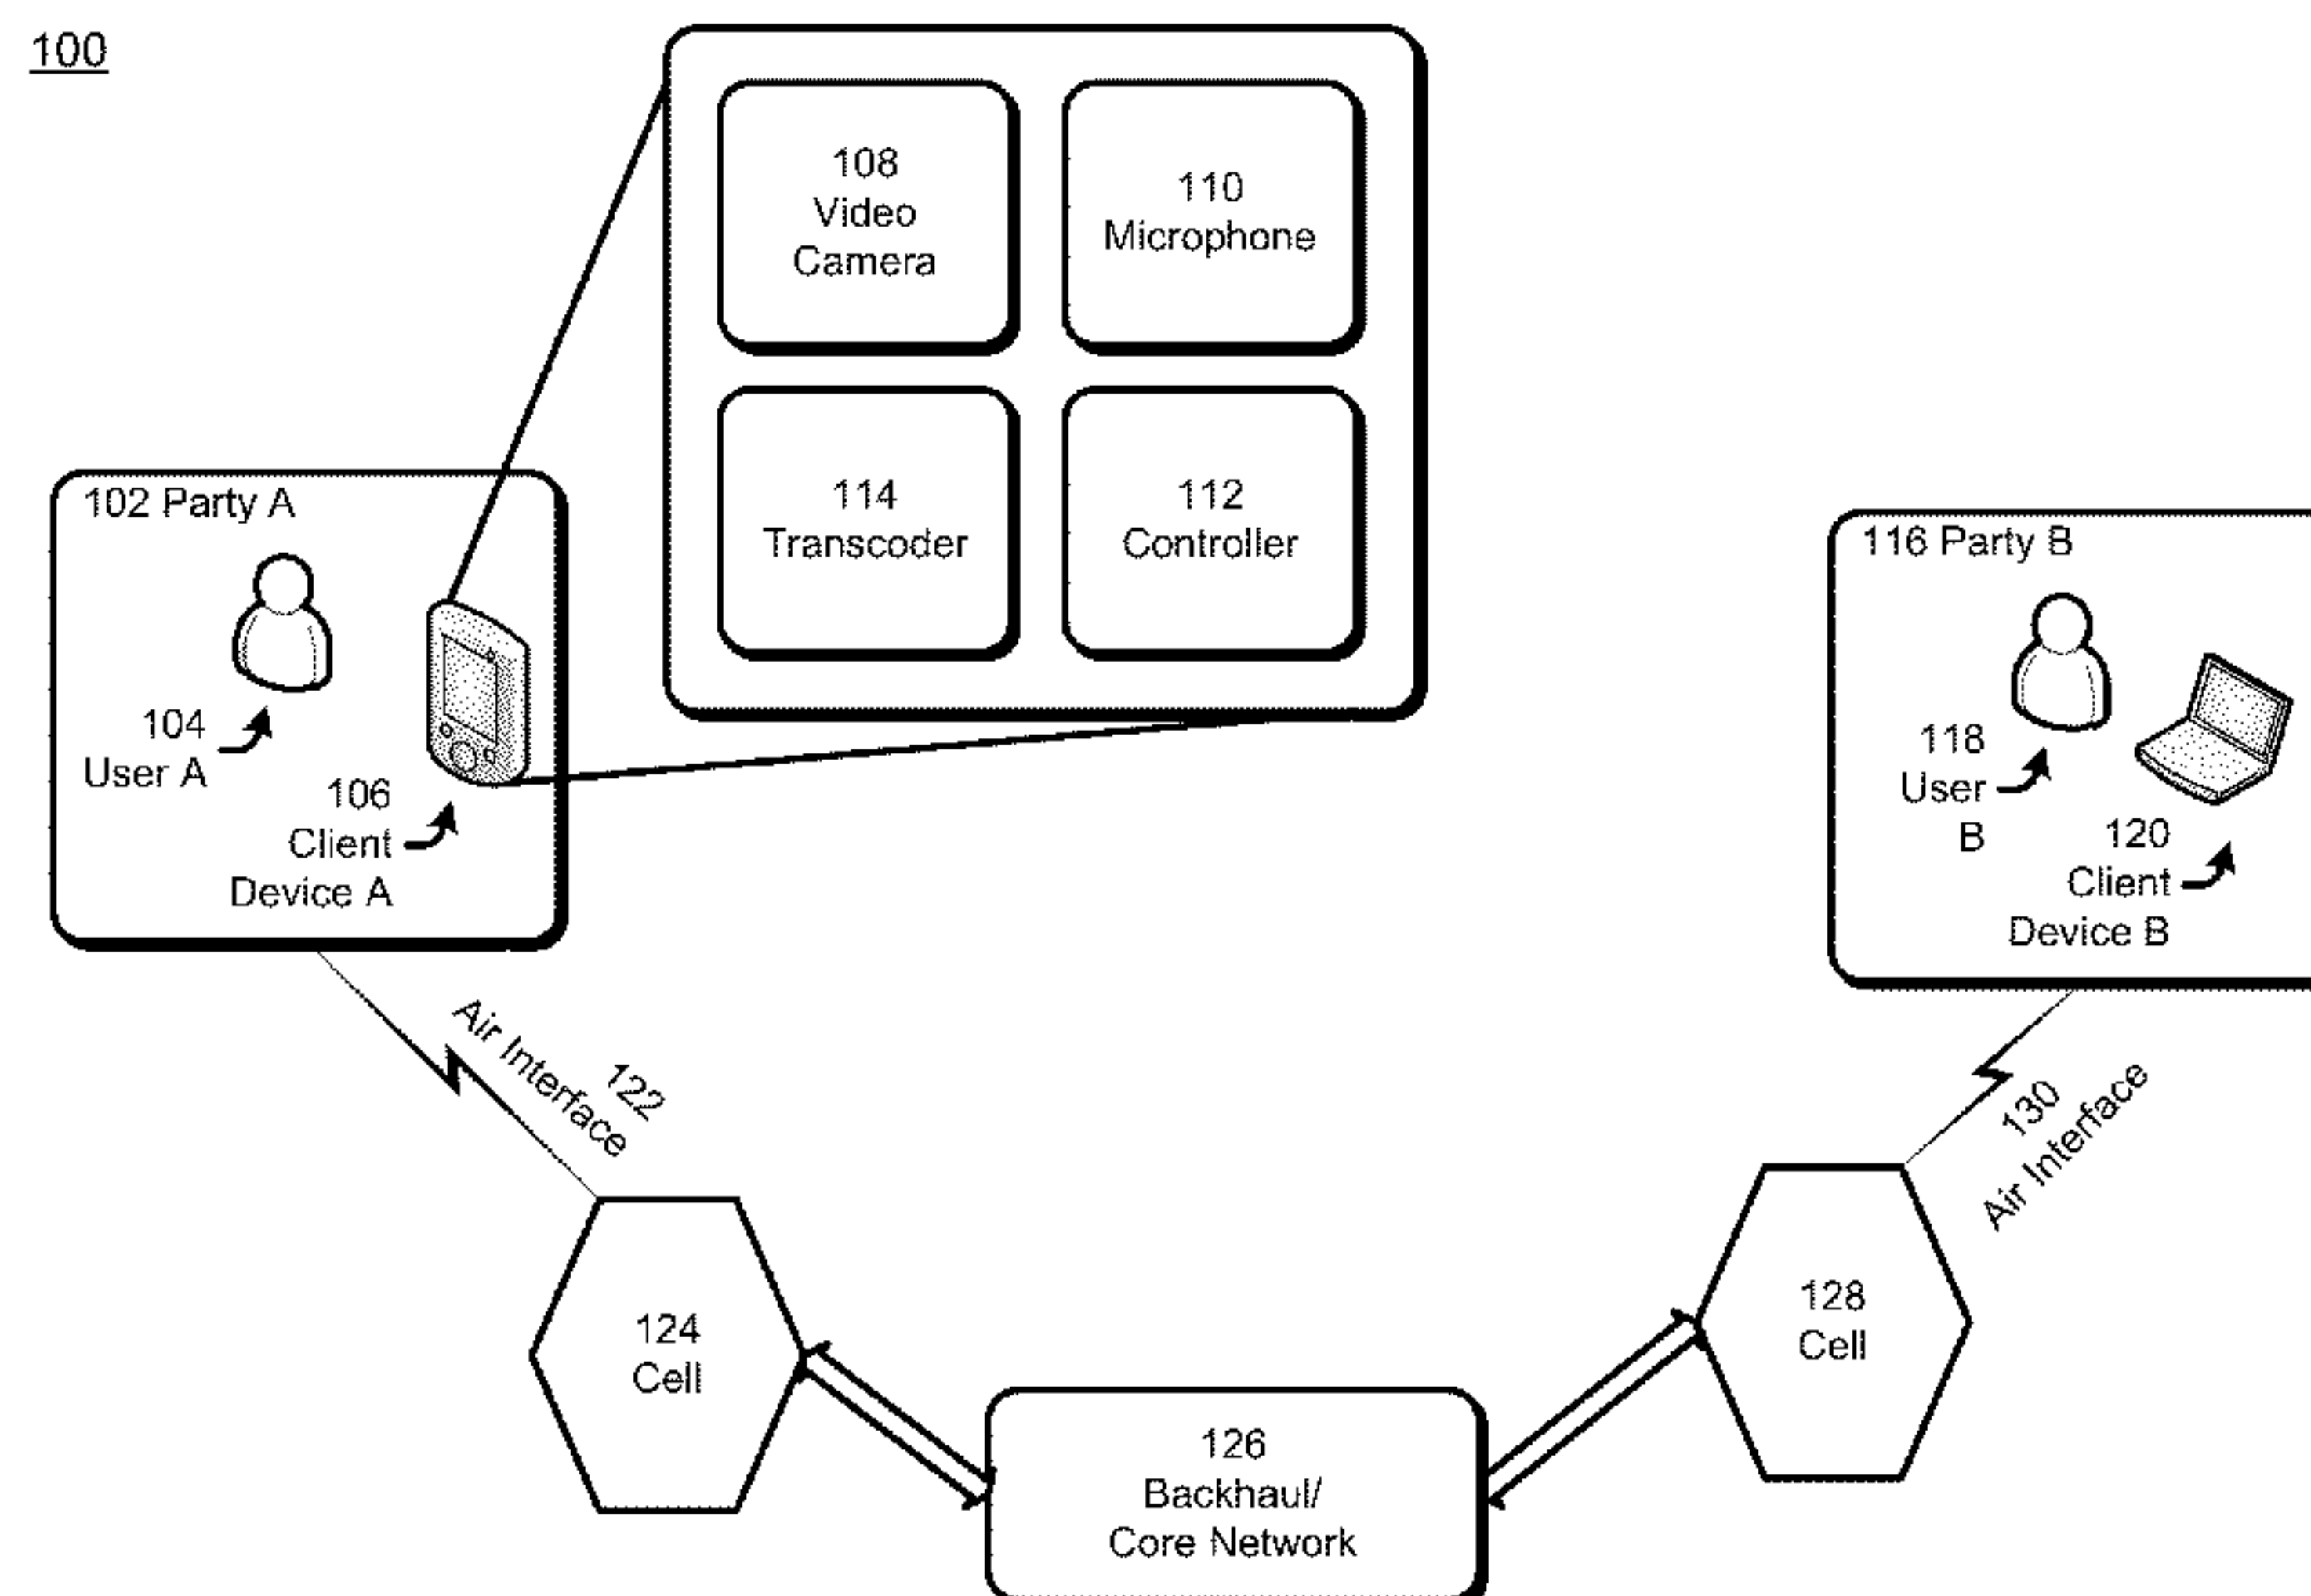 100
108
Video
Camera
110
Microphone
114
Transcoder
112
Controller
102 Party A
104
User A
106
Client
Device A
116 Party B
118
User
B
120
Client
Device B
122
Air Interface
130
Air Interface
124
Cell
128
Cell
126
Backhaul/
Core Network